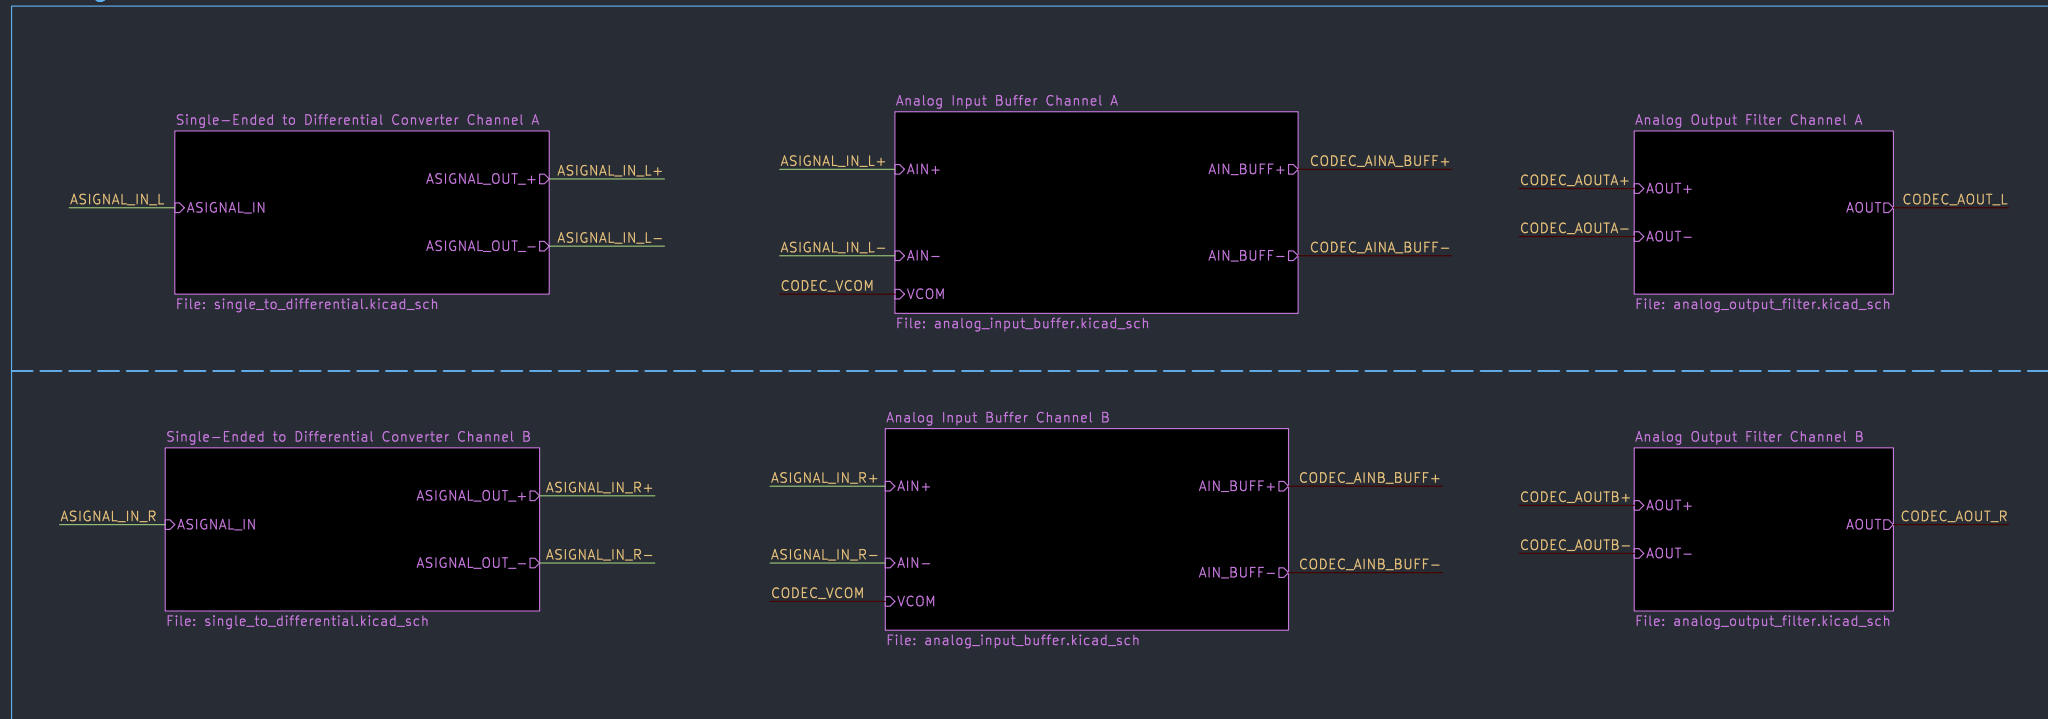 Single-Ended to Differential Converter Channel A
ASIGNAL_IN_L
ASIGNAL_IN
ASIGNAL_OUT_+
ASIGNAL_IN_L+
ASIGNAL_OUT_-
ASIGNAL_IN_L-
File: single_to_differential.kicad_sch
Analog Input Buffer Channel A
ASIGNAL_IN_L+
AIN+
AIN_BUFF+
CODEC_AINA_BUFF+
ASIGNAL_IN_L-
AIN-
AIN_BUFF-
CODEC_AINA_BUFF-
CODEC_VCOM
VCOM
File: analog_input_buffer.kicad_sch
Analog Output Filter Channel A
CODEC_AOUTA+
AOUT+
CODEC_AOUTA-
AOUT-
AOUT
CODEC_AOUT_L
File: analog_output_filter.kicad_sch
Single-Ended to Differential Converter Channel B
ASIGNAL_IN_R
ASIGNAL_IN
ASIGNAL_OUT_+
ASIGNAL_IN_R+
ASIGNAL_OUT_-
ASIGNAL_IN_R-
File: single_to_differential.kicad_sch
Analog Input Buffer Channel B
ASIGNAL_IN_R+
AIN+
AIN_BUFF+
CODEC_AINB_BUFF+
ASIGNAL_IN_R-
AIN-
AIN_BUFF-
CODEC_AINB_BUFF-
CODEC_VCOM
VCOM
File: analog_input_buffer.kicad_sch
Analog Output Filter Channel B
CODEC_AOUTB+
AOUT+
CODEC_AOUTB-
AOUT-
AOUT
CODEC_AOUT_R
File: analog_output_filter.kicad_sch